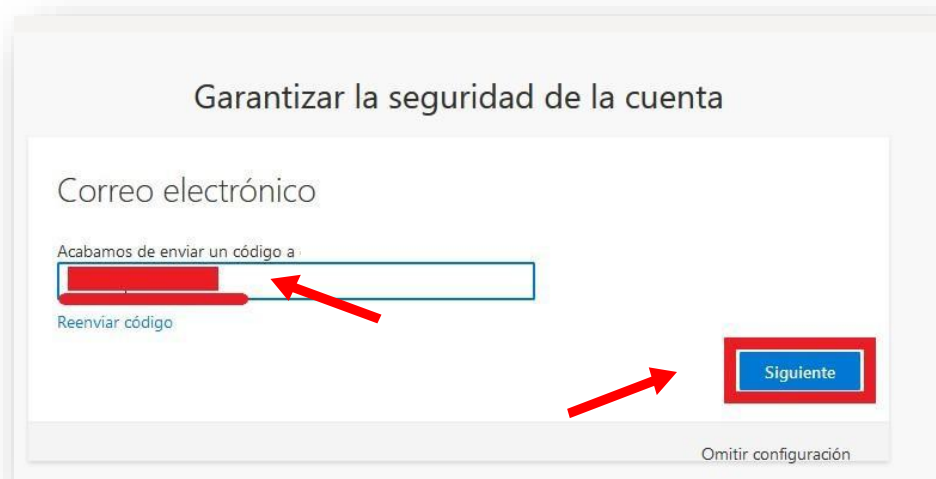 Garantizar la seguridad de la cuenta
Correo electrónico
Acabamos de enviar un código a
Reenviar código
Siguiente
Omitir configuración